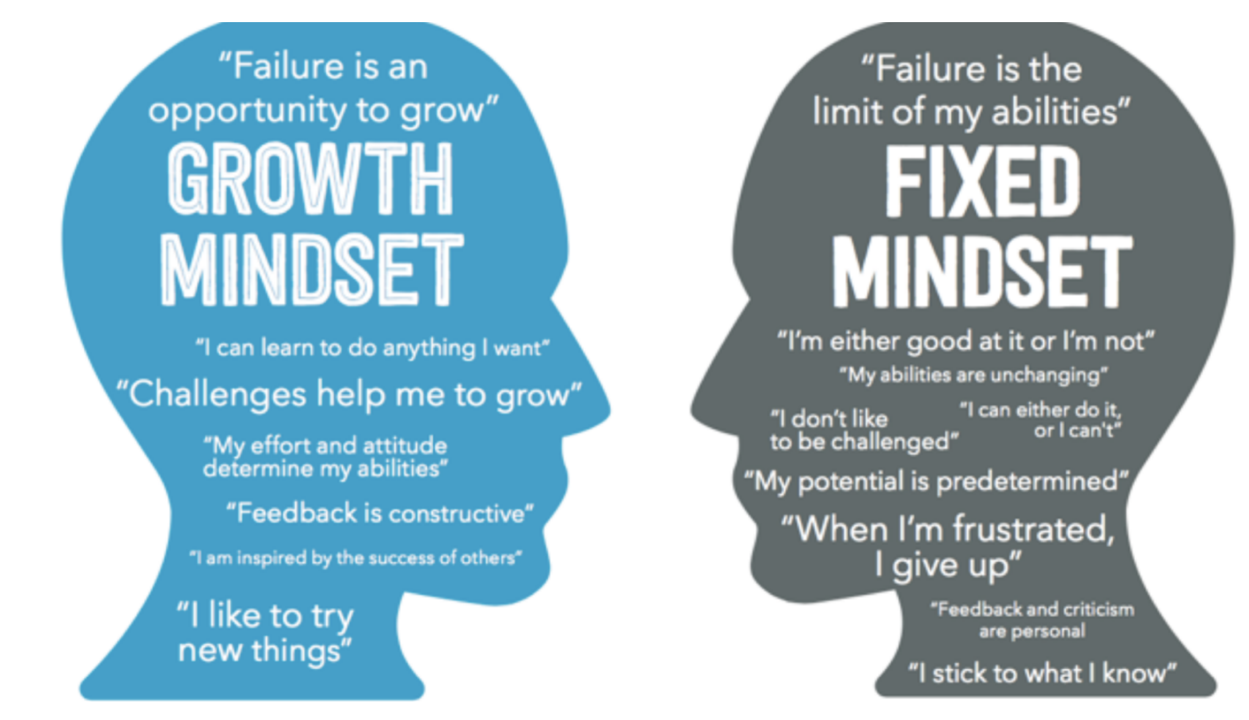 “Failure is an
opportunity to grow”
GROWTH
MINDSET
“I can learn to do anything I want”
“Challenges help me to grow”
“My effort and attitude
determine my abilities”
“Feedback is constructive”
“I am inspired by the success of others”
“I like to try
new things”
“Failure is the
limit of my abilities”
FIXED
MINDSET
“I’m either good at it or I’m not”
“My abilities are unchanging”
“I don’t like
to be challenged”
“I can either do it,
or I can't”
“My potential is predetermined”
“When I’m frustrated,
I give up”
“Feedback and criticism
are personal
“I stick to what I know”